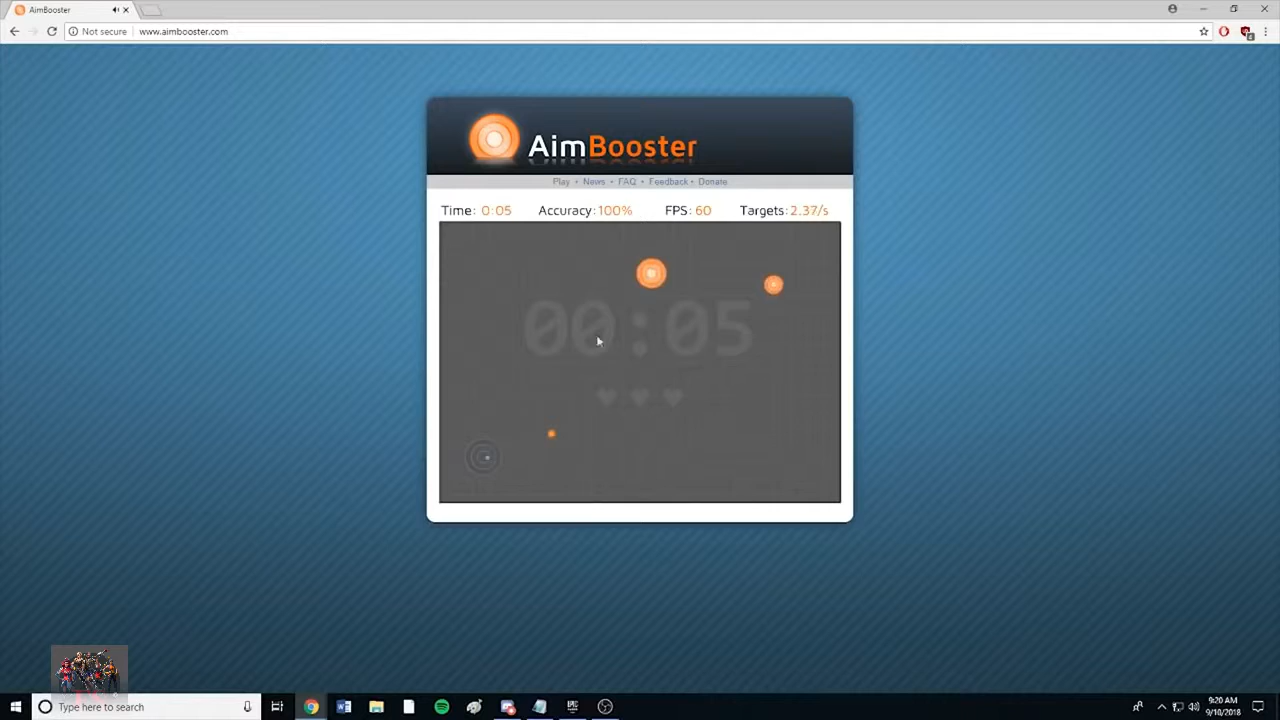 AimBooster
Not secure
www.aimbooster.com
AimBooster
Play • News • FAQ • Feedback • Donate
Time: 0:05 Accuracy: 100% FPS: 60 Targets: 2.37/s
00:05
Type here to search
9:20 AM
9/10/2018